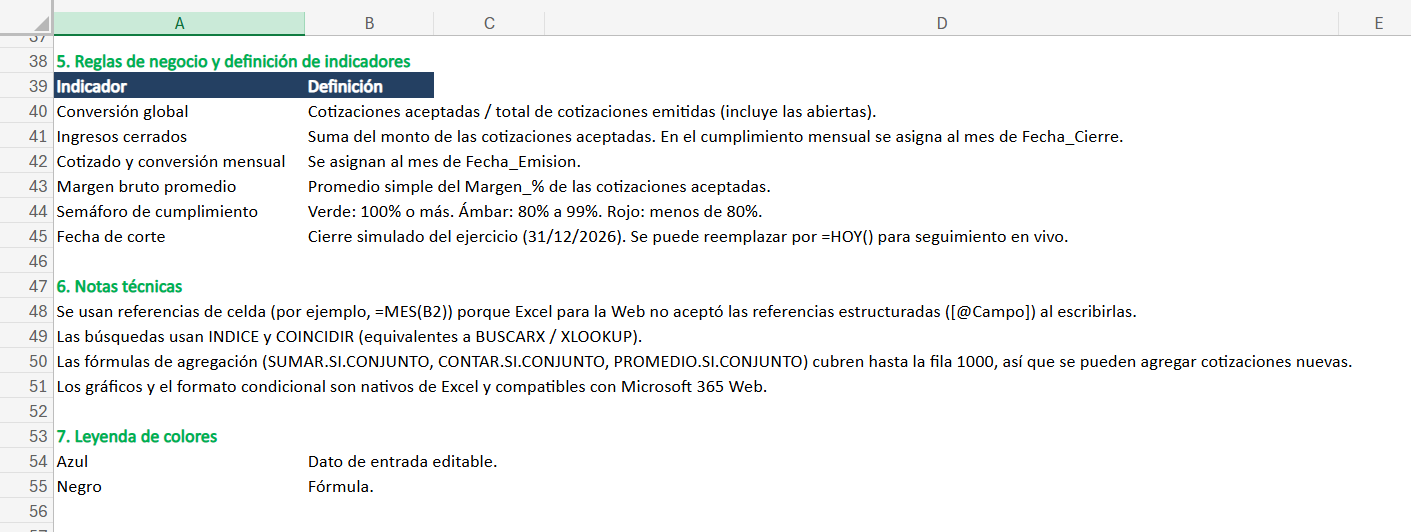 A B C D E
37
38 5. Reglas de negocio y definición de indicadores
39 Indicador Definición
40 Conversión global Cotizaciones aceptadas / total de cotizaciones emitidas (incluye las abiertas).
41 Ingresos cerrados Suma del monto de las cotizaciones aceptadas. En el cumplimiento mensual se asigna al mes de Fecha_Cierre.
42 Cotizado y conversión mensual Se asignan al mes de Fecha_Emision.
43 Margen bruto promedio Promedio simple del Margen_% de las cotizaciones aceptadas.
44 Semáforo de cumplimiento Verde: 100% o más. Ámbar: 80% a 99%. Rojo: menos de 80%.
45 Fecha de corte Cierre simulado del ejercicio (31/12/2026). Se puede reemplazar por =HOY() para seguimiento en vivo.
46
47 6. Notas técnicas
48 Se usan referencias de celda (por ejemplo, =MES(B2)) porque Excel para la Web no aceptó las referencias estructuradas ([@Campo]) al escribirlas.
49 Las búsquedas usan INDICE y COINCIDIR (equivalentes a BUSCARX / XLOOKUP).
50 Las fórmulas de agregación (SUMAR.SI.CONJUNTO, CONTAR.SI.CONJUNTO, PROMEDIO.SI.CONJUNTO) cubren hasta la fila 1000, así que se pueden agregar cotizaciones nuevas.
51 Los gráficos y el formato condicional son nativos de Excel y compatibles con Microsoft 365 Web.
52
53 7. Leyenda de colores
54 Azul Dato de entrada editable.
55 Negro Fórmula.
56
57